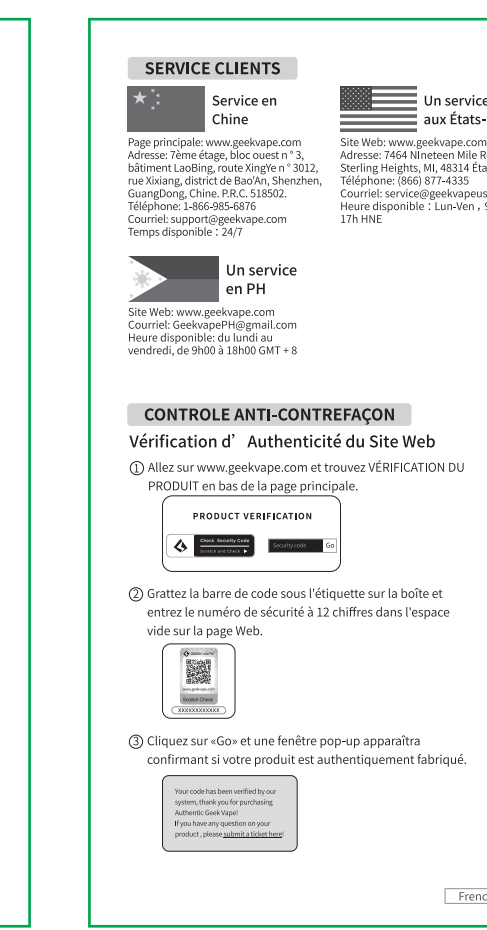 SERVICE CLIENTS
Service en
Chine
Page principale: www.geekvape.com
Adresse: 7ème étage, bloc ouest n ° 3,
bâtiment LaoBing, route XingYe n ° 3012,
rue Xixiang, district de Bao'An, Shenzhen,
GuangDong, Chine. P.R.C. 518502.
Téléphone: 1-866-985-6876
Courriel: support@geekvape.com
Temps disponible : 24/7
Un service
aux États-
Site Web: www.geekvape.com
Adresse: 7464 NIneteen Mile R
Sterling Heights, MI, 48314 Éta
Téléphone: (866) 877-4335
Courriel: service@geekvapeus
Heure disponible : Lun-Ven , 9
17h HNE
Un service
en PH
Site Web: www.geekvape.com
Courriel: GeekvapePH@gmail.com
Heure disponible: du lundi au
vendredi, de 9h00 à 18h00 GMT + 8
CONTROLE ANTI-CONTREFAÇON
Vérification d' Authenticité du Site Web
① Allez sur www.geekvape.com et trouvez VÉRIFICATION DU
PRODUIT en bas de la page principale.
PRODUCT VERIFICATION
Check Security Code
Scratch and Check
Security code
Go
② Grattez la barre de code sous l'étiquette sur la boîte et
entrez le numéro de sécurité à 12 chiffres dans l'espace
vide sur la page Web.
GEEK VAPE
www.geekvape.com
Scratch Check
XXXXXXXXXXXX
③ Cliquez sur «Go» et une fenêtre pop-up apparaîtra
confirmant si votre produit est authentiquement fabriqué.
Your code has been verified by our
system, thank you for purchasing
Authentic Geek Vape!
If you have any question on your
product , please submit a ticket here!
Frenc